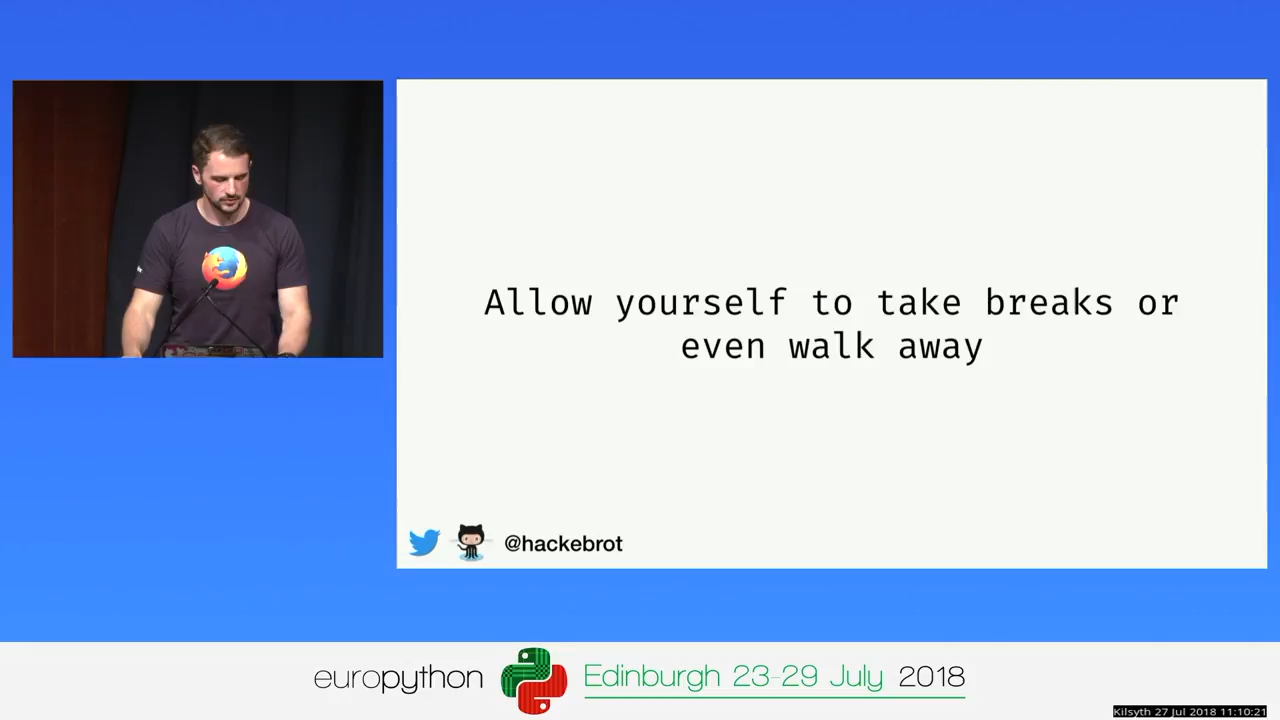 Allow yourself to take breaks or
even walk away
@hackebrot
europython Edinburgh 23-29 July 2018
Kilsyth 27 Jul 2018 11:10:21